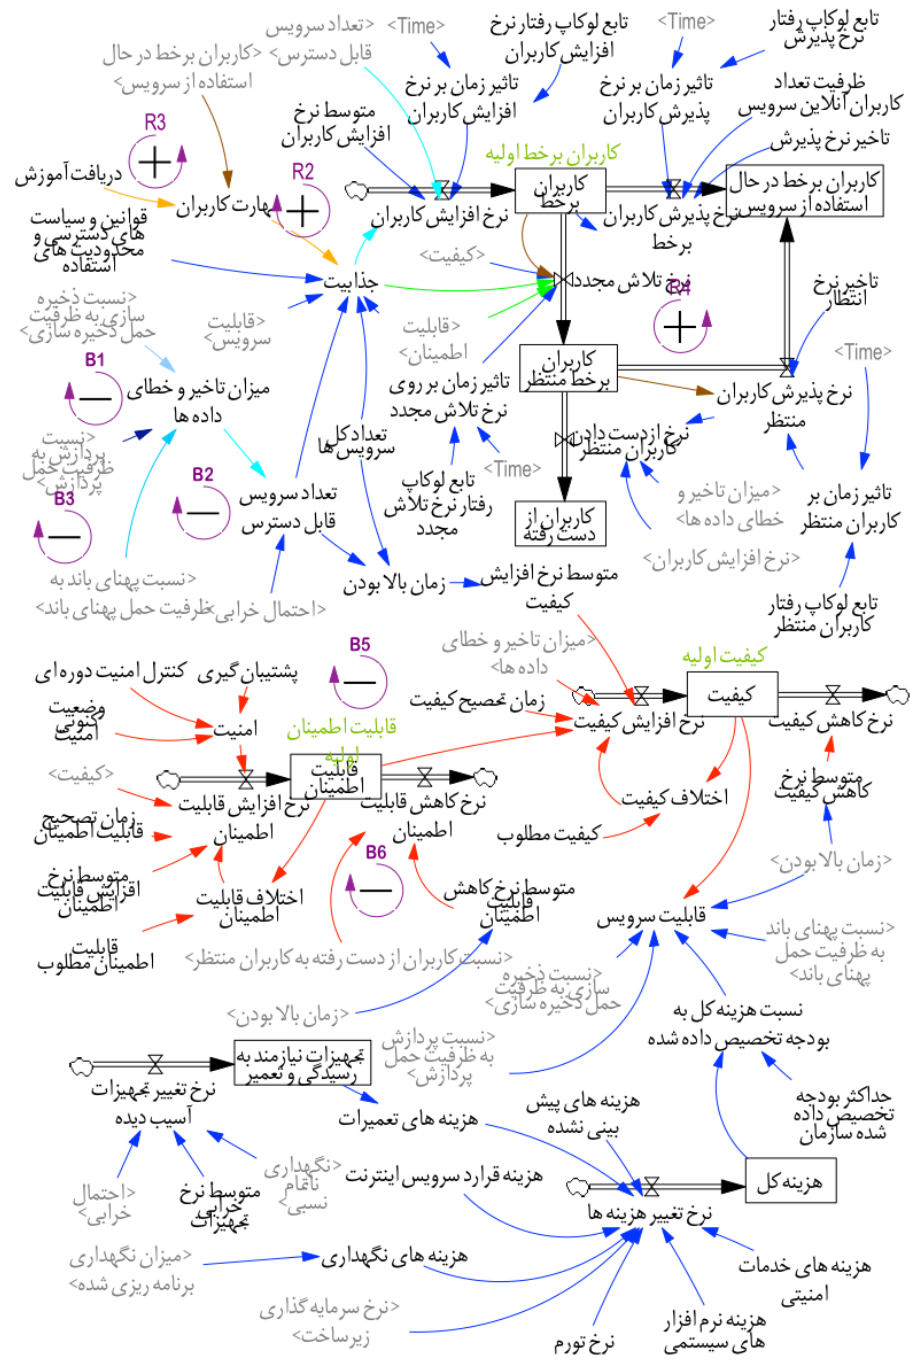 <تعداد سرویس
قابل دسترس>
<Time>
تابع لوکاپ رفتار نرخ
افزایش کاربران
<Time>
تابع لوکاپ رفتار
نرخ پذیرش
<کاربران برخط در حال
استفاده از سرویس>
تاثیر زمان بر نرخ
افزایش کاربران
تاثیر زمان بر نرخ
پذیرش کاربران
ظرفیت تعداد
کاربران آنلاین سرویس
متوسط نرخ
افزایش کاربران
تاخیر نرخ پذیرش
R3
R2
دریافت آموزش
کاربران برخط اولیه
مهارت کاربران
نرخ افزایش کاربران
کاربران
برخط
نرخ پذیرش کاربران
برخط
کاربران برخط در حال
استفاده از سرویس
قوانین و سیاست
های دسترسی و
محدودیت های
استفاده
<کیفیت>
جذابیت
نرخ تلاش مجدد
R4
تاخیر نرخ
انتظار
<نسبت ذخیره
سازی به ظرفیت
حمل ذخیره سازی>
<قابلیت
سرویس>
<قابلیت
اطمینان>
<Time>
B1
میزان تاخیر و خطای
داده ها
تاثیر زمان بر روی
نرخ تلاش مجدد
کاربران
برخط منتظر
نرخ پذیرش کاربران
منتظر
<نسبت
پردازش به
ظرفیت حمل
پردازش>
تعداد کل
سرویس ها
نرخ از دست دادن
کاربران منتظر
<Time>
B2
B3
تعداد سرویس
قابل دسترس
تابع لوکاپ
رفتار نرخ تلاش
مجدد
<میزان تاخیر و
خطای داده ها>
تاثیر زمان بر
کاربران منتظر
کاربران از
دست رفته
<نرخ افزایش کاربران>
<نسبت پهنای باند به
ظرفیت حمل پهنای باند>
<احتمال خرابی>
زمان بالا بودن
متوسط نرخ افزایش
کیفیت
تابع لوکاپ رفتار
کاربران منتظر
B5
<میزان تاخیر و خطای
داده ها>
کیفیت اولیه
کنترل امنیت دوره ای
پشتیبان گیری
زمان تصحیح کیفیت
کیفیت
نرخ افزایش کیفیت
نرخ کاهش کیفیت
وضعیت
کنونی
امنیت
امنیت
قابلیت اطمینان
اولیه
قابلیت
اطمینان
<کیفیت>
نرخ افزایش قابلیت
اطمینان
نرخ کاهش قابلیت
اطمینان
اختلاف کیفیت
متوسط نرخ
کاهش کیفیت
زمان تصحیح
قابلیت اطمینان
کیفیت مطلوب
B6
<زمان بالا بودن>
متوسط نرخ
افزایش قابلیت
اطمینان
اختلاف قابلیت
اطمینان
متوسط نرخ کاهش
قابلیت
اطمینان
قابلیت سرویس
قابلیت
اطمینان مطلوب
<نسبت کاربران از دست رفته به کاربران منتظر>
<نسبت پهنای باند
به ظرفیت حمل
پهنای باند>
<نسبت ذخیره
سازی به ظرفیت
حمل ذخیره سازی>
<زمان بالا بودن>
نسبت هزینه کل به
بودجه تخصیص داده شده
<نسبت پردازش
به ظرفیت حمل
پردازش>
تجهیزات نیازمند به
رسیدگی و تعمیر
نرخ تغییر تجهیزات
آسیب دیده
هزینه های تعمیرات
هزینه های پیش
بینی نشده
حداکثر بودجه
تخصیص داده
شده سازمان
<احتمال
خرابی>
متوسط نرخ
خرابی
تجهیزات
<نگهداری
ناتمام
نسبی>
هزینه قرارد سرویس اینترنت
هزینه کل
نرخ تغییر هزینه ها
<میزان نگهداری
برنامه ریزی شده>
هزینه های نگهداری
هزینه های خدمات
امنیتی
<نرخ سرمایه گذاری
زیرساخت>
نرخ تورم
هزینه نرم افزار
های سیستمی